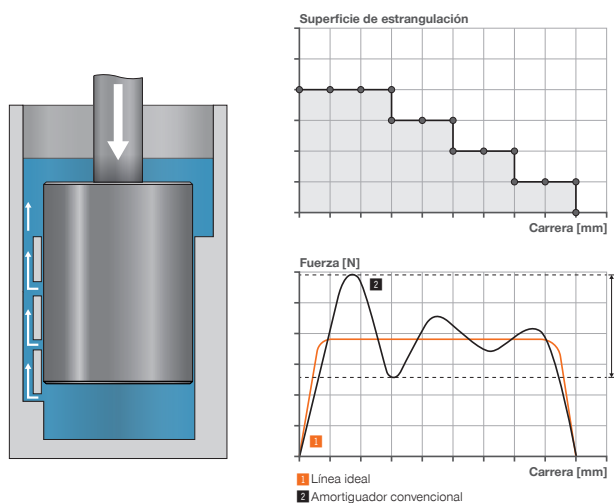 Superficie de estrangulación
Carrera [mm]
Fuerza [N]
2
1
Carrera [mm]
1 Línea ideal
2 Amortiguador convencional